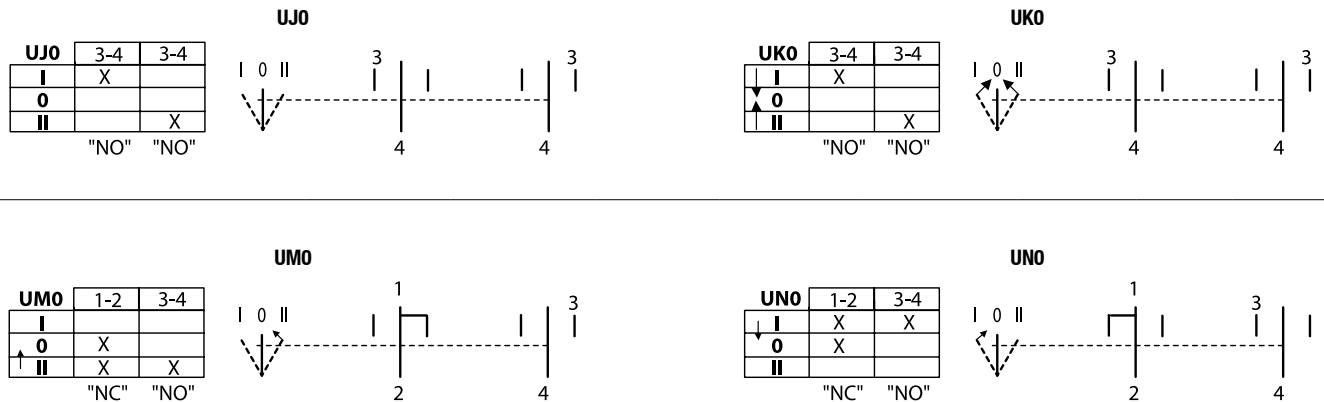 UJ0
UJ0 3-4 3-4
I X
0
II X
"NO" "NO"
I 0 II
3 3
4 4
UK0
UK0 3-4 3-4
I X
0
II X
"NO" "NO"
I 0 II
3 3
4 4
UM0
UM0 1-2 3-4
I
0 X
II X X
"NC" "NO"
I 0 II
1 3
2 4
UN0
UN0 1-2 3-4
I X X
0 X
II
"NC" "NO"
I 0 II
1 3
2 4